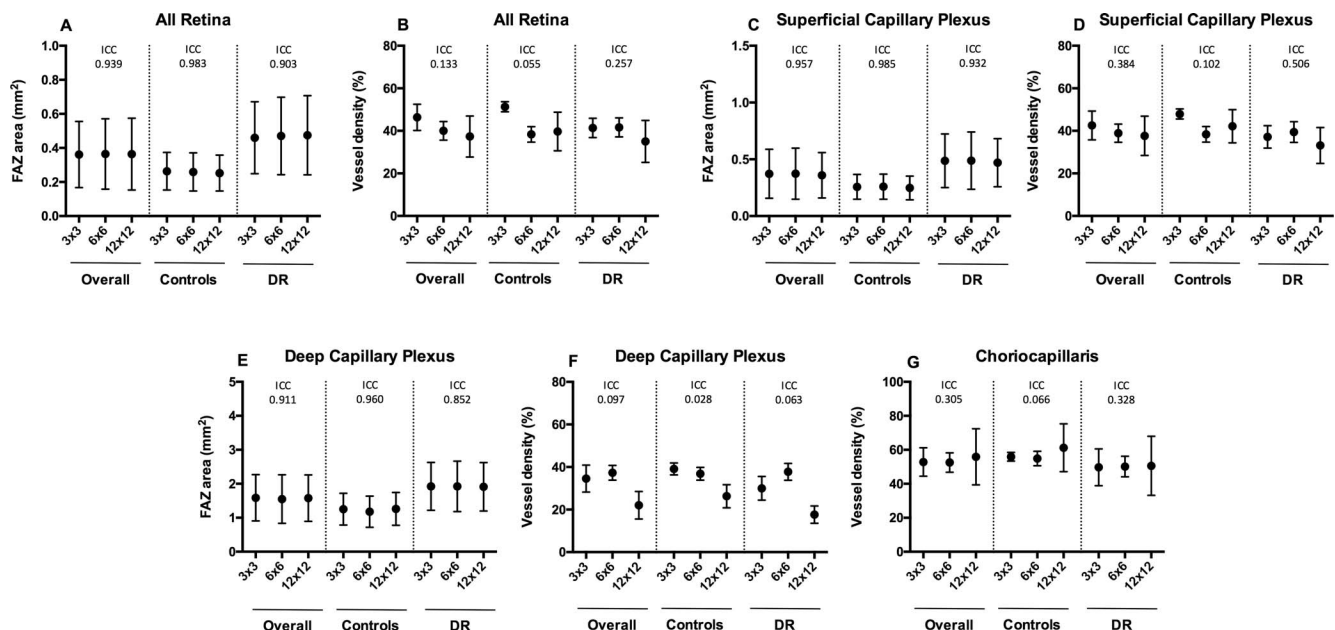 A All Retina
ICC ICC ICC
0.939 0.983 0.903
FAZ area (mm²)
1.0
0.8
0.6
0.4
0.2
0.0
3x3 6x6 12x12 3x3 6x6 12x12 3x3 6x6 12x12
Overall Controls DR
B All Retina
ICC ICC ICC
0.133 0.055 0.257
Vessel density (%)
80
60
40
20
0
3x3 6x6 12x12 3x3 6x6 12x12 3x3 6x6 12x12
Overall Controls DR
C Superficial Capillary Plexus
ICC ICC ICC
0.957 0.985 0.932
FAZ area (mm²)
1.5
1.0
0.5
0.0
3x3 6x6 12x12 3x3 6x6 12x12 3x3 6x6 12x12
Overall Controls DR
D Superficial Capillary Plexus
ICC ICC ICC
0.384 0.102 0.506
Vessel density (%)
80
60
40
20
0
3x3 6x6 12x12 3x3 6x6 12x12 3x3 6x6 12x12
Overall Controls DR
E Deep Capillary Plexus
ICC ICC ICC
0.911 0.960 0.852
FAZ area (mm²)
5
4
3
2
1
0
3x3 6x6 12x12 3x3 6x6 12x12 3x3 6x6 12x12
Overall Controls DR
F Deep Capillary Plexus
ICC ICC ICC
0.097 0.028 0.063
Vessel density (%)
80
60
40
20
0
3x3 6x6 12x12 3x3 6x6 12x12 3x3 6x6 12x12
Overall Controls DR
G Choriocapillaris
ICC ICC ICC
0.305 0.066 0.328
Vessel density (%)
100
80
60
40
20
0
3x3 6x6 12x12 3x3 6x6 12x12 3x3 6x6 12x12
Overall Controls DR